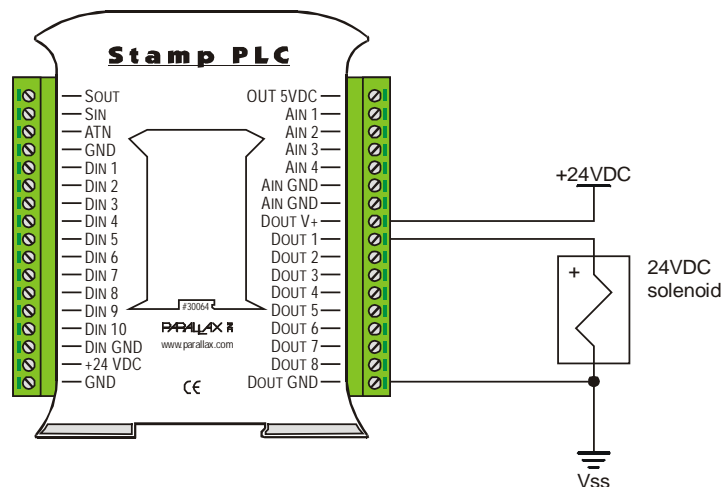 Stamp PLC
SOUT
SIN
ATN
GND
DIN 1
DIN 2
DIN 3
DIN 4
DIN 5
DIN 6
DIN 7
DIN 8
DIN 9
DIN 10
DIN GND
+24 VDC
GND
OUT 5VDC
AIN 1
AIN 2
AIN 3
AIN 4
AIN GND
AIN GND
DOUT V+
DOUT 1
DOUT 2
DOUT 3
DOUT 4
DOUT 5
DOUT 6
DOUT 7
DOUT 8
DOUT GND
#30064
PARALLAX
www.parallax.com
CE
+24VDC
+
24VDC
solenoid
Vss